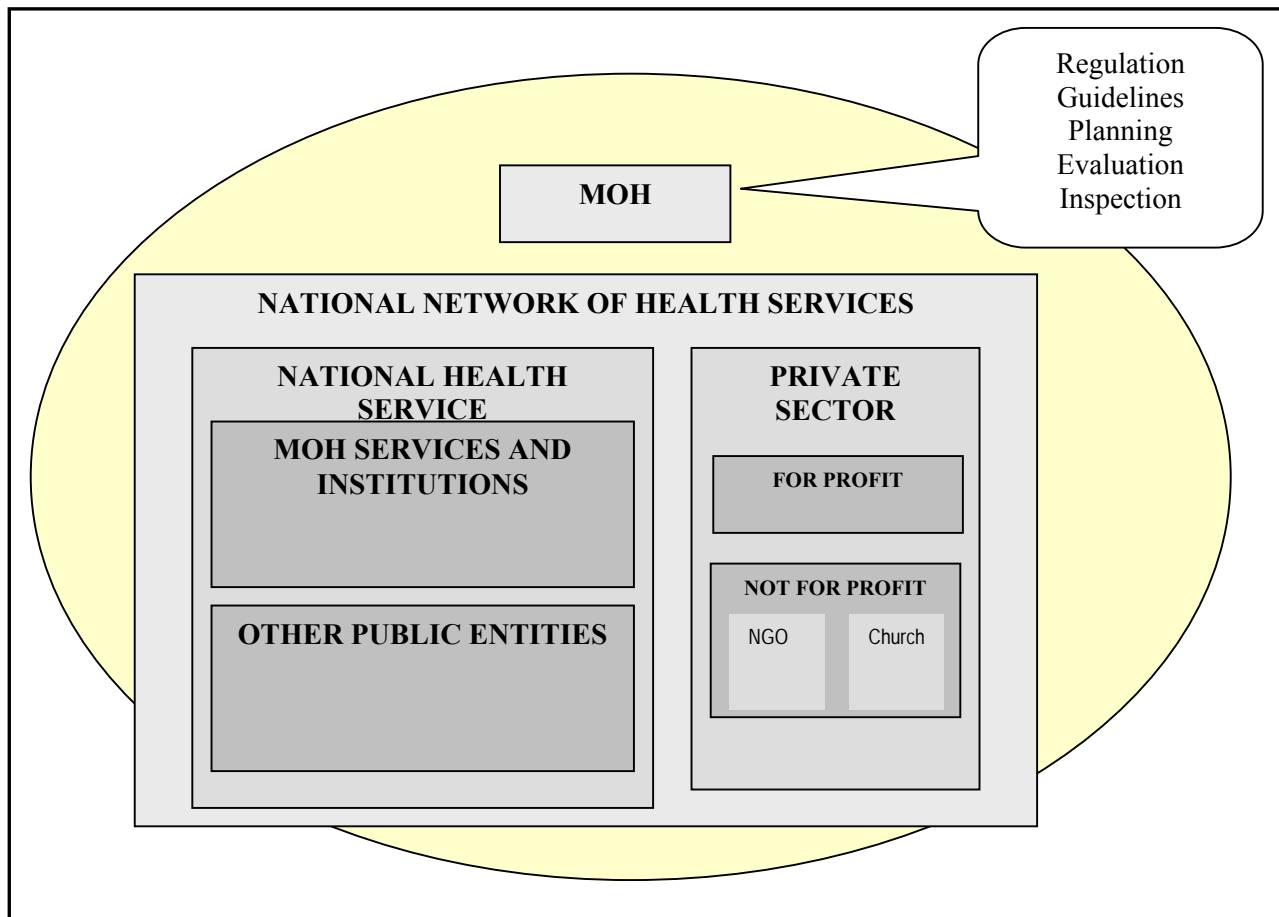 Regulation
Guidelines
Planning
Evaluation
Inspection
MOH
NATIONAL NETWORK OF HEALTH SERVICES
NATIONAL HEALTH
SERVICE
MOH SERVICES AND
INSTITUTIONS
OTHER PUBLIC ENTITIES
PRIVATE
SECTOR
FOR PROFIT
NOT FOR PROFIT
NGO
Church